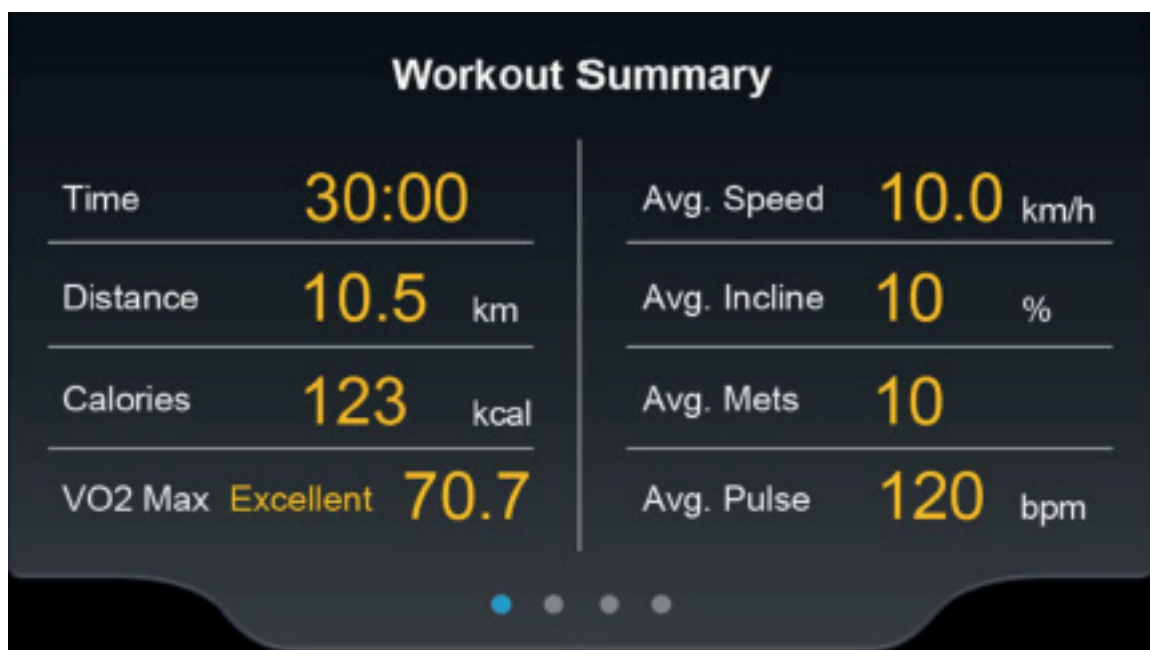 Workout Summary
Time 30:00
Distance 10.5 km
Calories 123 kcal
VO2 Max Excellent 70.7
Avg. Speed 10.0 km/h
Avg. Incline 10 %
Avg. Mets 10
Avg. Pulse 120 bpm